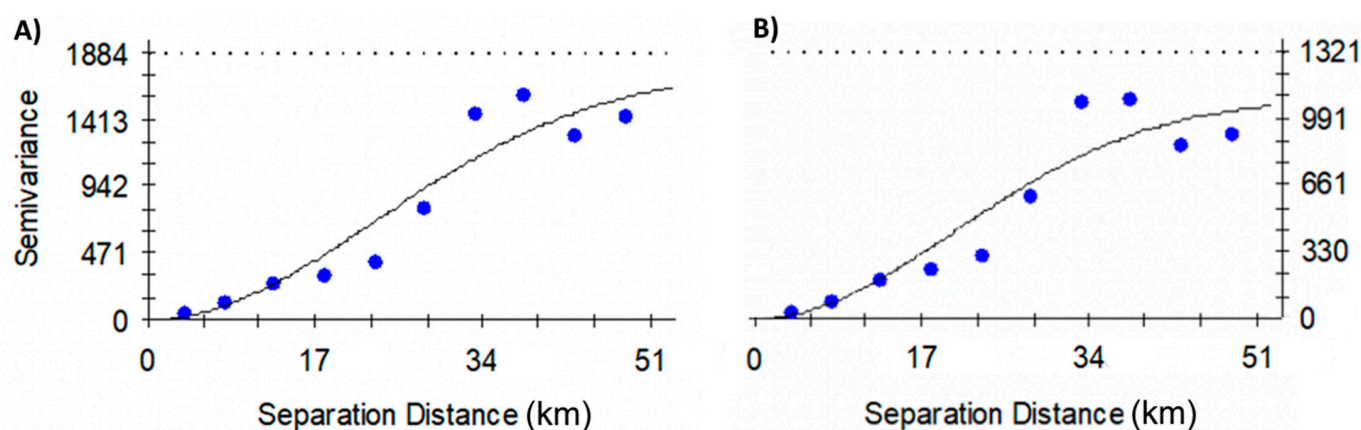 A)
1884
1413
942
471
0
Semivariance
0 17 34 51
Separation Distance (km)
B)
1321
991
661
330
0
0 17 34 51
Separation Distance (km)